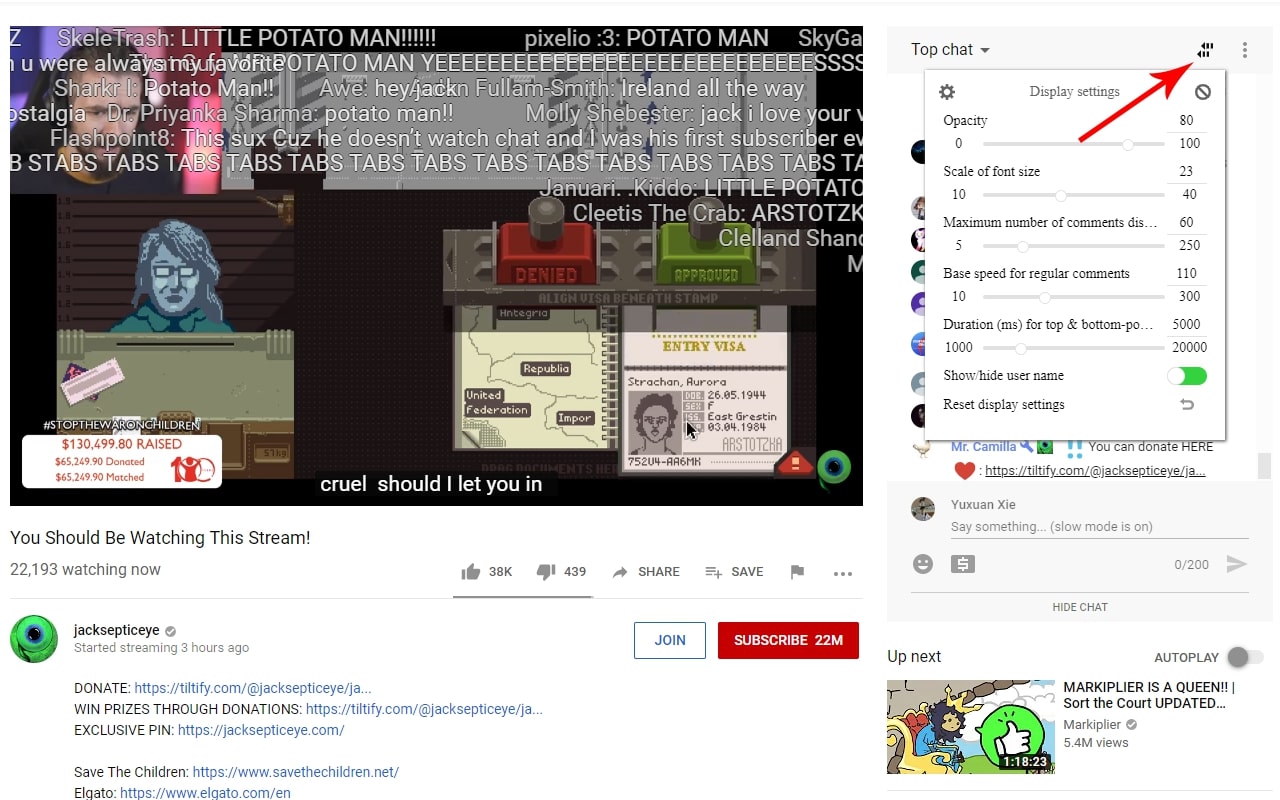 Z SkeleTrash: LITTLE POTATO MAN!!!!!! pixelio :3: POTATO MAN SkyGa
n u were always my favorite POTATO MAN YEEEEEEEEEEEEEEEEEEEEEEEEEEEEESSSS
Sharkr I: Potato Man!! Awe: hey jack n Fullam-Smith: Ireland all the way
ostalgia Dr. Priyanka Sharma: potato man!! Molly Shebester: jack i love your v
Flashpoint8: This sux Cuz he doesn't watch chat and I was his first subscriber ev
B STABS TABS TABS TABS TABS TABS TABS TABS TABS TABS TABS TABS TABS TA
Januari. .Kiddo: LITTLE POTATO
Cleetis The Crab: ARSTOTZK
Clelland Shand
M
DENIED
APPROVED
ALIGN VISA BENEATH STAMP
Antegria
Republia
United
Federation
Impor
ENTRY VISA
Strachan, Aurora
DOB 26.05.1944
SEX F
ISS. East Grestin
03.04.1984
ARSTOTZKA
752V4-AA6MK
DRAG DOCUMENTS HE
57kg
#STOPTHEWARONCHILDREN
$130,499.80 RAISED
$65,249.90 Donated
$65,249.90 Matched
100
cruel should I let you in
You Should Be Watching This Stream!
22,193 watching now
38K
439
SHARE
SAVE
jacksepticeye
Started streaming 3 hours ago
JOIN
SUBSCRIBE 22M
DONATE: https://tiltify.com/@jacksepticeye/ja...
WIN PRIZES THROUGH DONATIONS: https://tiltify.com/@jacksepticeye/ja...
EXCLUSIVE PIN: https://jacksepticeye.com/
Save The Children: https://www.savethechildren.net/
Elgato: https://www.elgato.com/en
Top chat
Display settings
Opacity 80
0 100
Scale of font size 23
10 40
Maximum number of comments dis... 60
5 250
Base speed for regular comments 110
10 300
Duration (ms) for top & bottom-po... 5000
1000 20000
Show/hide user name
Reset display settings
Mr. Camilla You can donate HERE
: https://tiltify.com/@jacksepticeye/ja...
Yuxuan Xie
Say something... (slow mode is on)
0/200
HIDE CHAT
Up next
AUTOPLAY
MARKIPLIER IS A QUEEN!! |
Sort the Court UPDATED...
Markiplier
5.4M views
1:18:23